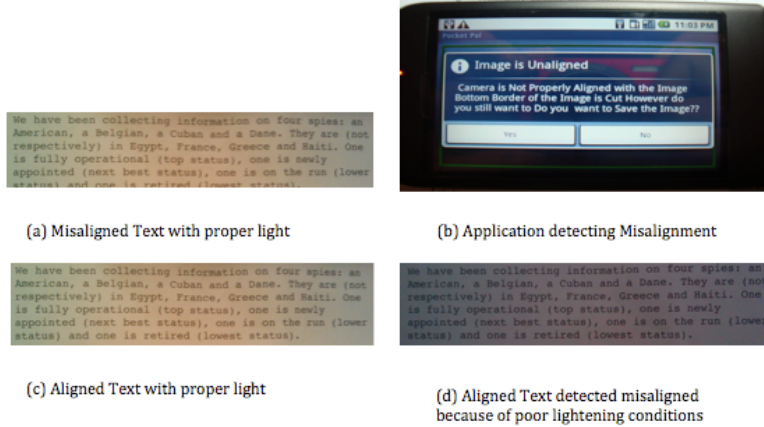 We have been collecting information on four spies: an
American, a Belgian, a Cuban and a Dane. They are (not
respectively) in Egypt, France, Greece and Haiti. One
is fully operational (top status), one is newly
appointed (next best status), one is on the run (lower
status) and one is retired (lowest status).
(a) Misaligned Text with proper light
11:03 PM
Pocket Pal
Image is Unaligned
Camera is Not Properly Aligned with the Image
Bottom Border of the Image is Cut However do
you still want to Do you want to Save the Image??
Yes No
(b) Application detecting Misalignment
We have been collecting information on four spies: an
American, a Belgian, a Cuban and a Dane. They are (not
respectively) in Egypt, France, Greece and Haiti. One
is fully operational (top status), one is newly
appointed (next best status), one is on the run (lower
status) and one is retired (lowest status).
(c) Aligned Text with proper light
We have been collecting information on four spies: an
American, a Belgian, a Cuban and a Dane. They are (not
respectively) in Egypt, France, Greece and Haiti. One
is fully operational (top status), one is newly
appointed (next best status), one is on the run (lower
status) and one is retired (lowest status).
(d) Aligned Text detected misaligned
because of poor lightening conditions